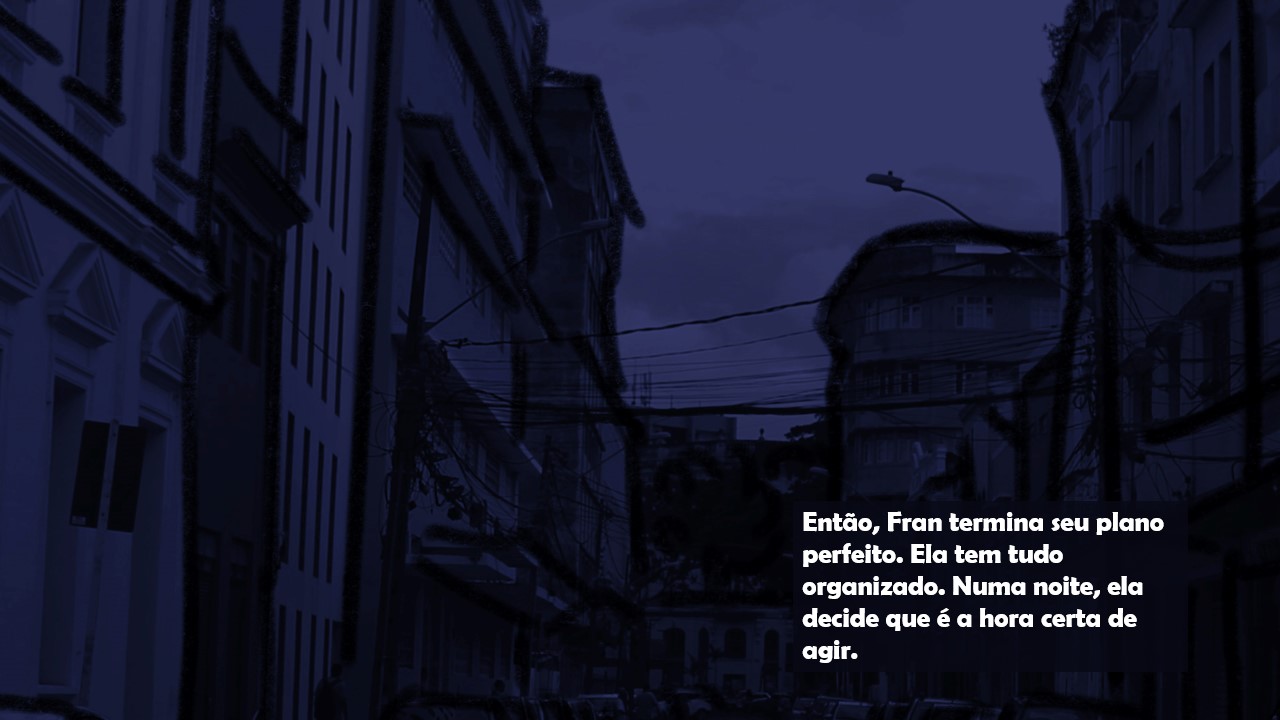 Então, Fran termina seu plano
perfeito. Ela tem tudo
organizado. Numa noite, ela
decide que é a hora certa de
agir.